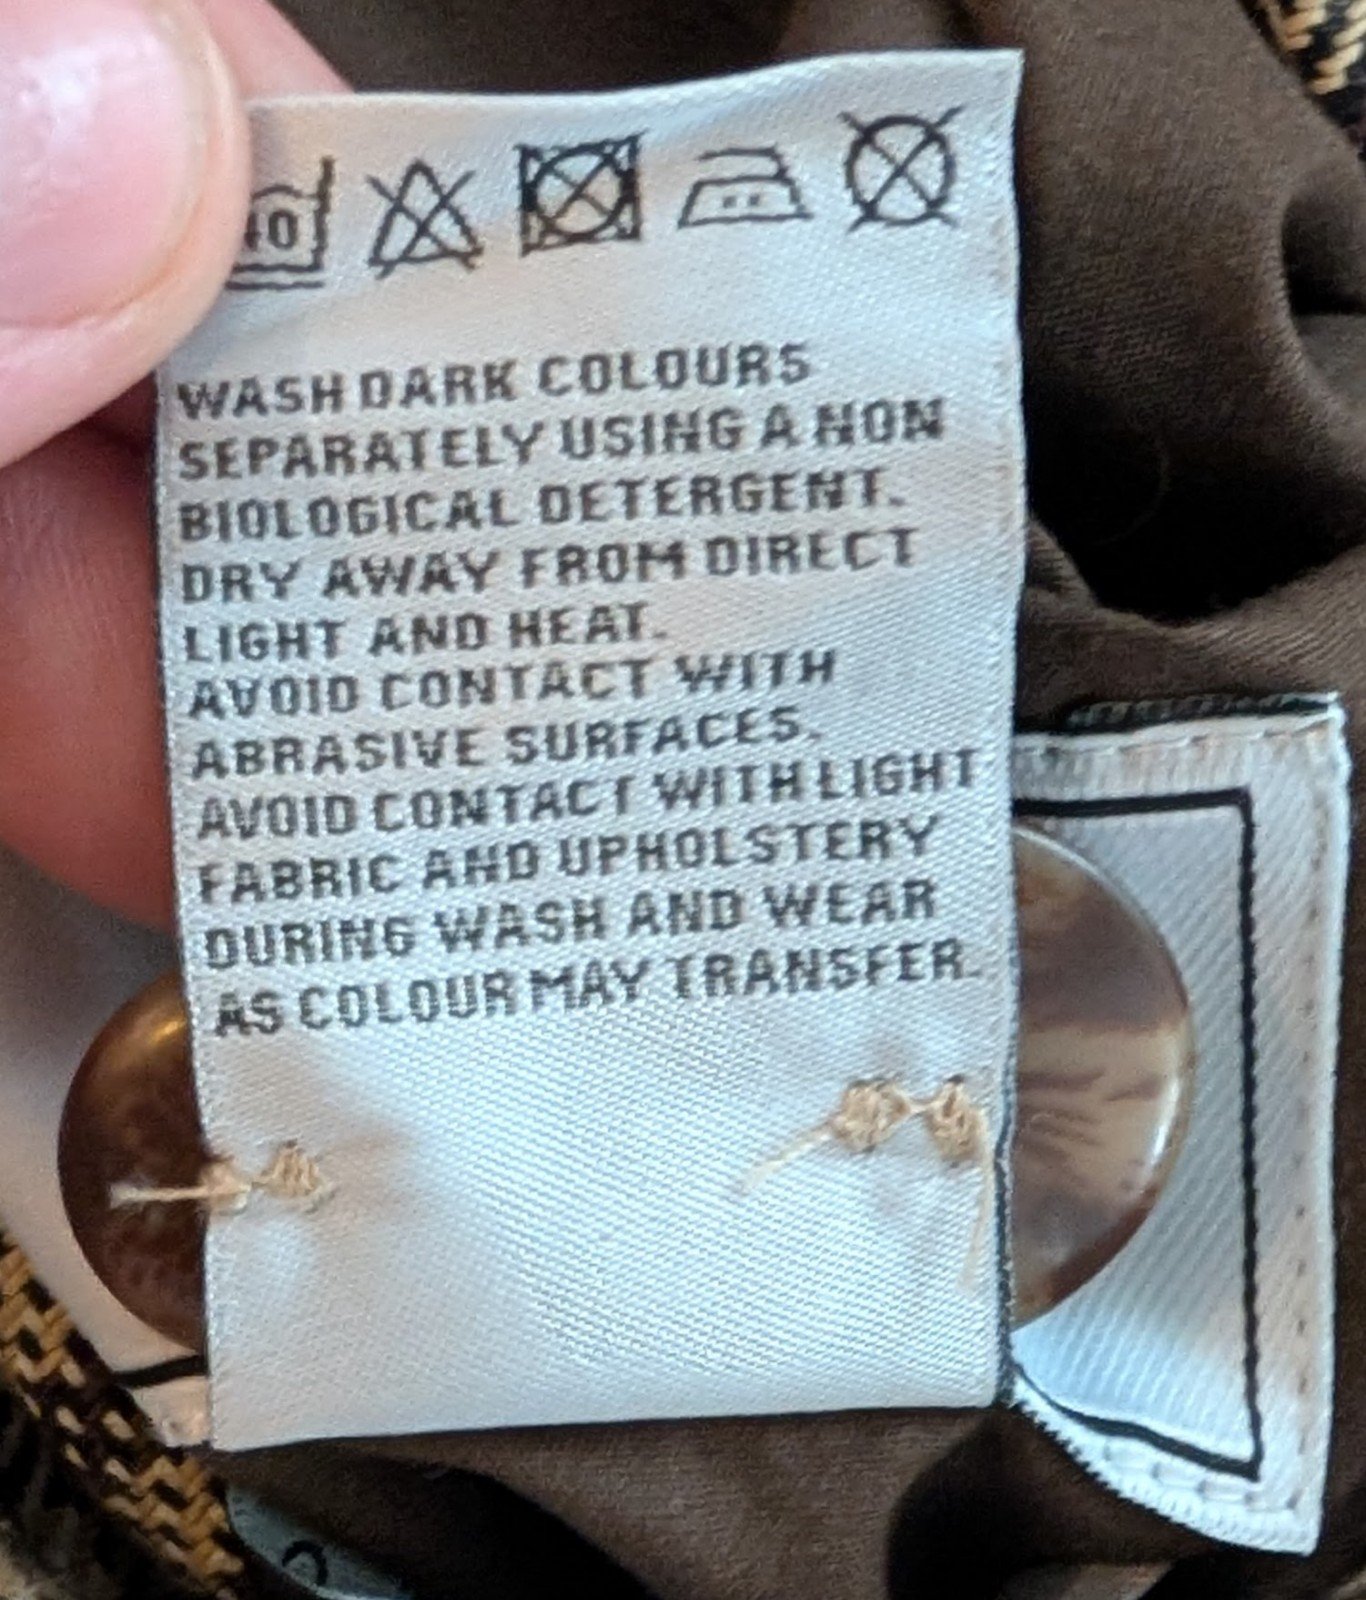 40
WASH DARK COLOURS
SEPARATELY USING A NON
BIOLOGICAL DETERGENT.
DRY AWAY FROM DIRECT
LIGHT AND HEAT.
AVOID CONTACT WITH
ABRASIVE SURFACES.
AVOID CONTACT WITH LIGHT
FABRIC AND UPHOLSTERY
DURING WASH AND WEAR
AS COLOUR MAY TRANSFER.